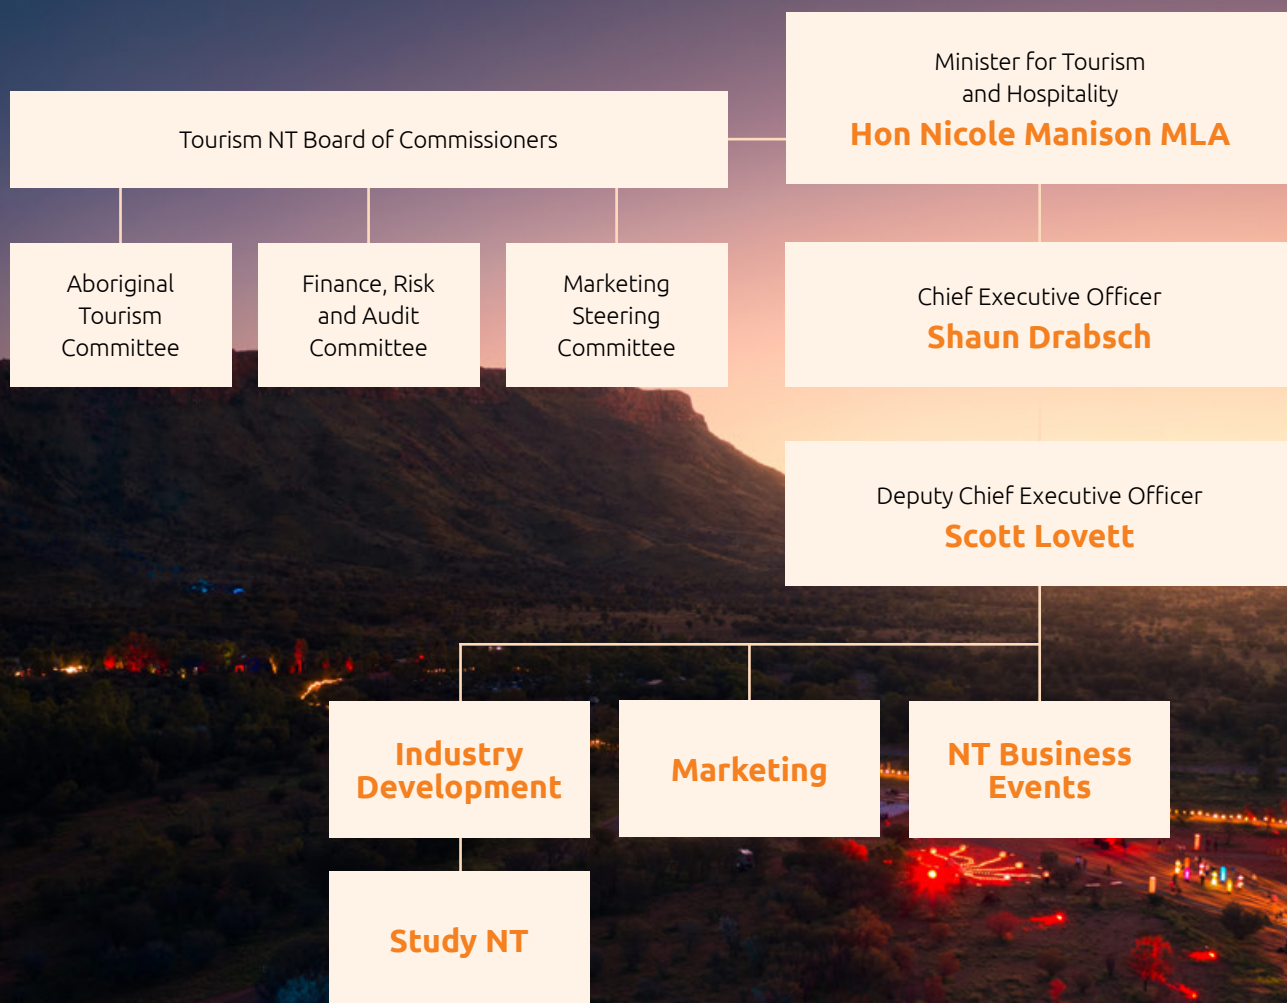 Minister for Tourism
and Hospitality
Hon Nicole Manison MLA
Tourism NT Board of Commissioners
Aboriginal
Tourism
Committee
Finance, Risk
and Audit
Committee
Marketing
Steering
Committee
Chief Executive Officer
Shaun Drabsch
Deputy Chief Executive Officer
Scott Lovett
Industry
Development
Marketing
NT Business
Events
Study NT